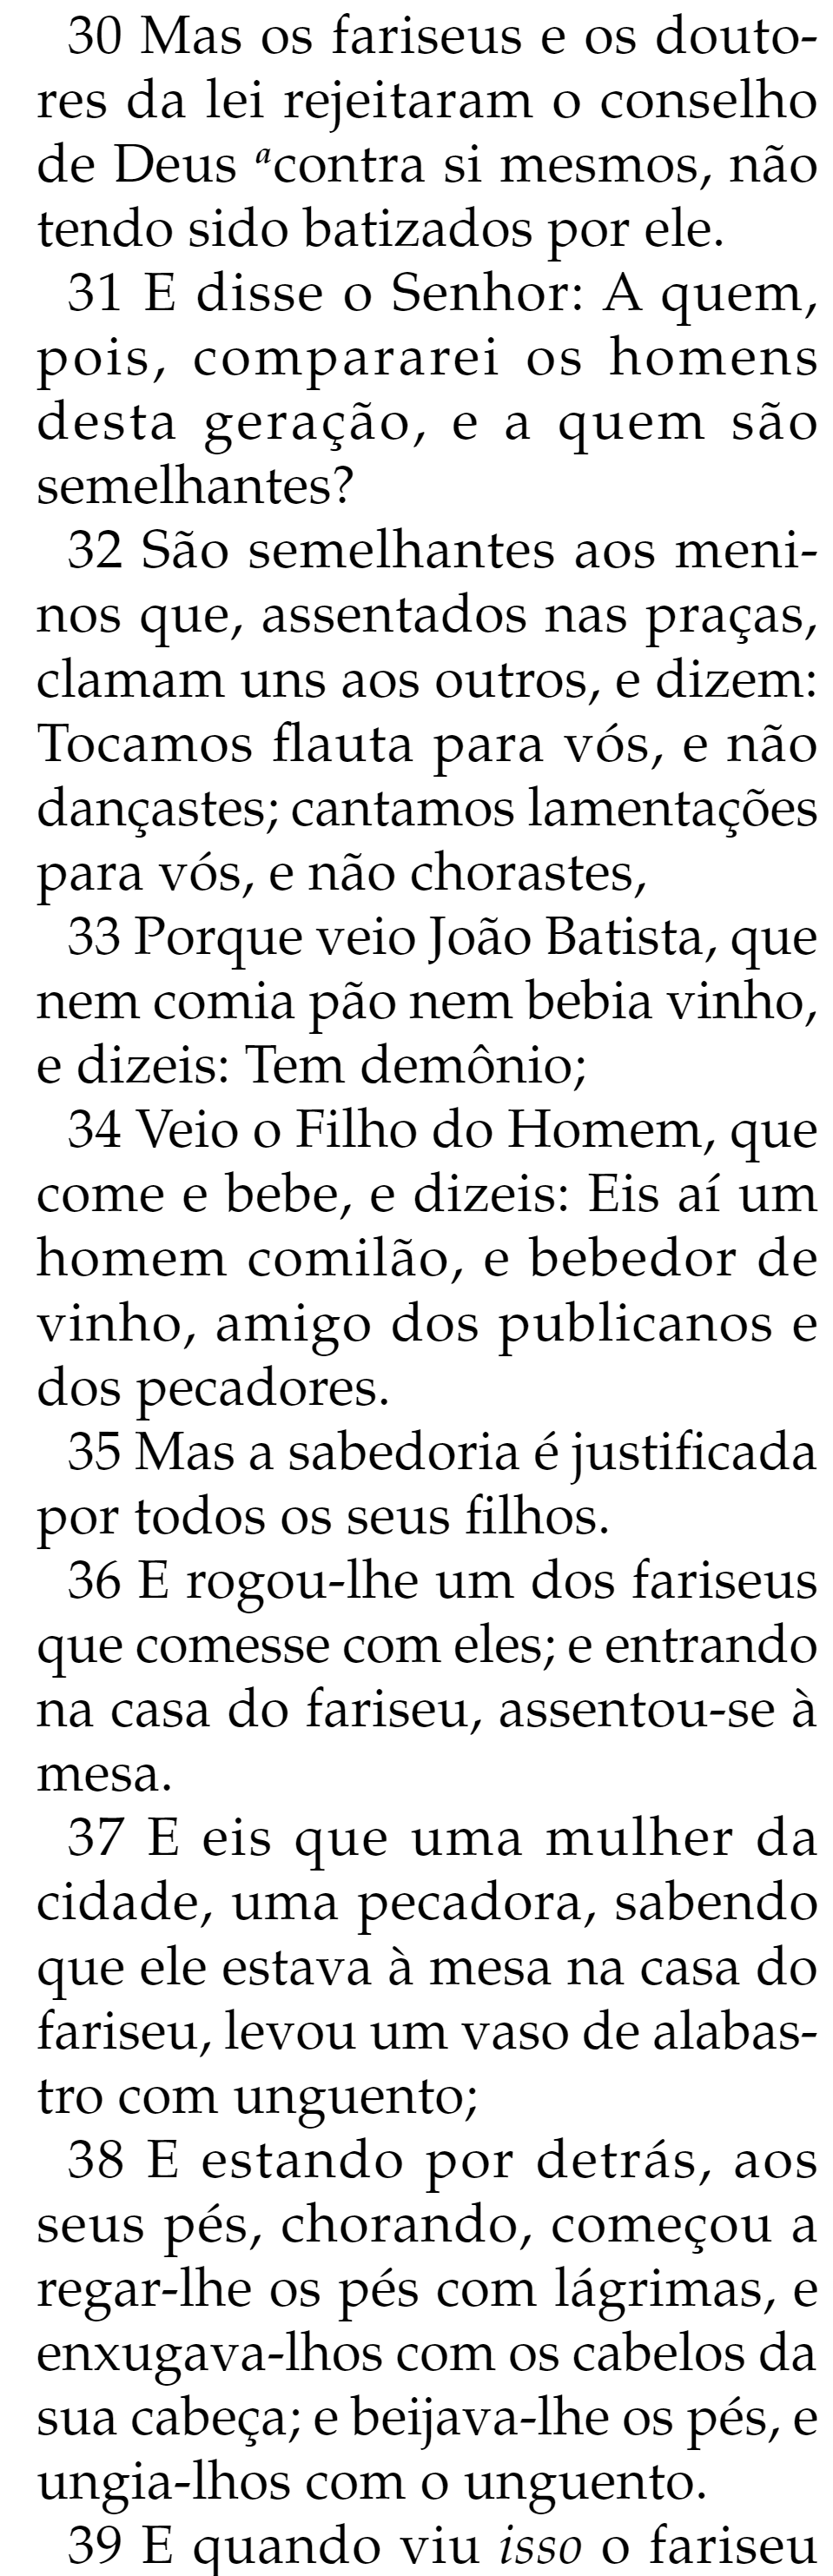 30 Mas os fariseus e os douto-
res da lei rejeitaram o conselho
de Deus ᵃcontra si mesmos, não
tendo sido batizados por ele.
31 E disse o Senhor: A quem,
pois, compararei os homens
desta geração, e a quem são
semelhantes?
32 São semelhantes aos meni-
nos que, assentados nas praças,
clamam uns aos outros, e dizem:
Tocamos flauta para vós, e não
dançastes; cantamos lamentações
para vós, e não chorastes,
33 Porque veio João Batista, que
nem comia pão nem bebia vinho,
e dizeis: Tem demônio;
34 Veio o Filho do Homem, que
come e bebe, e dizeis: Eis aí um
homem comilão, e bebedor de
vinho, amigo dos publicanos e
dos pecadores.
35 Mas a sabedoria é justificada
por todos os seus filhos.
36 E rogou-lhe um dos fariseus
que comesse com eles; e entrando
na casa do fariseu, assentou-se à
mesa.
37 E eis que uma mulher da
cidade, uma pecadora, sabendo
que ele estava à mesa na casa do
fariseu, levou um vaso de alabas-
tro com unguento;
38 E estando por detrás, aos
seus pés, chorando, começou a
regar-lhe os pés com lágrimas, e
enxugava-lhos com os cabelos da
sua cabeça; e beijava-lhe os pés, e
ungia-lhos com o unguento.
39 E quando viu isso o fariseu